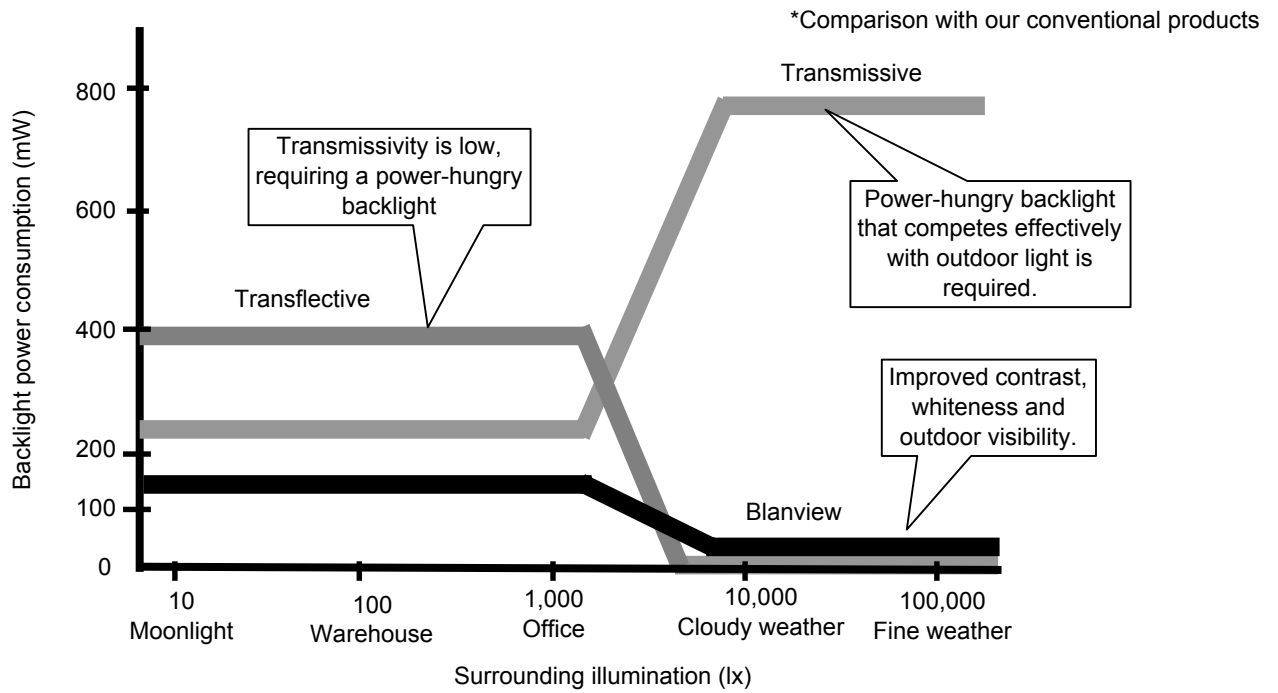 *Comparison with our conventional products
Transmissive
Backlight power consumption (mW)
800
600
400
200
100
0
Transmissivity is low,
requiring a power-hungry
backlight
Power-hungry backlight
that competes effectively
with outdoor light is
required.
Transflective
Improved contrast,
whiteness and
outdoor visibility.
Blanview
10
Moonlight
100
Warehouse
1,000
Office
10,000
Cloudy weather
100,000
Fine weather
Surrounding illumination (lx)